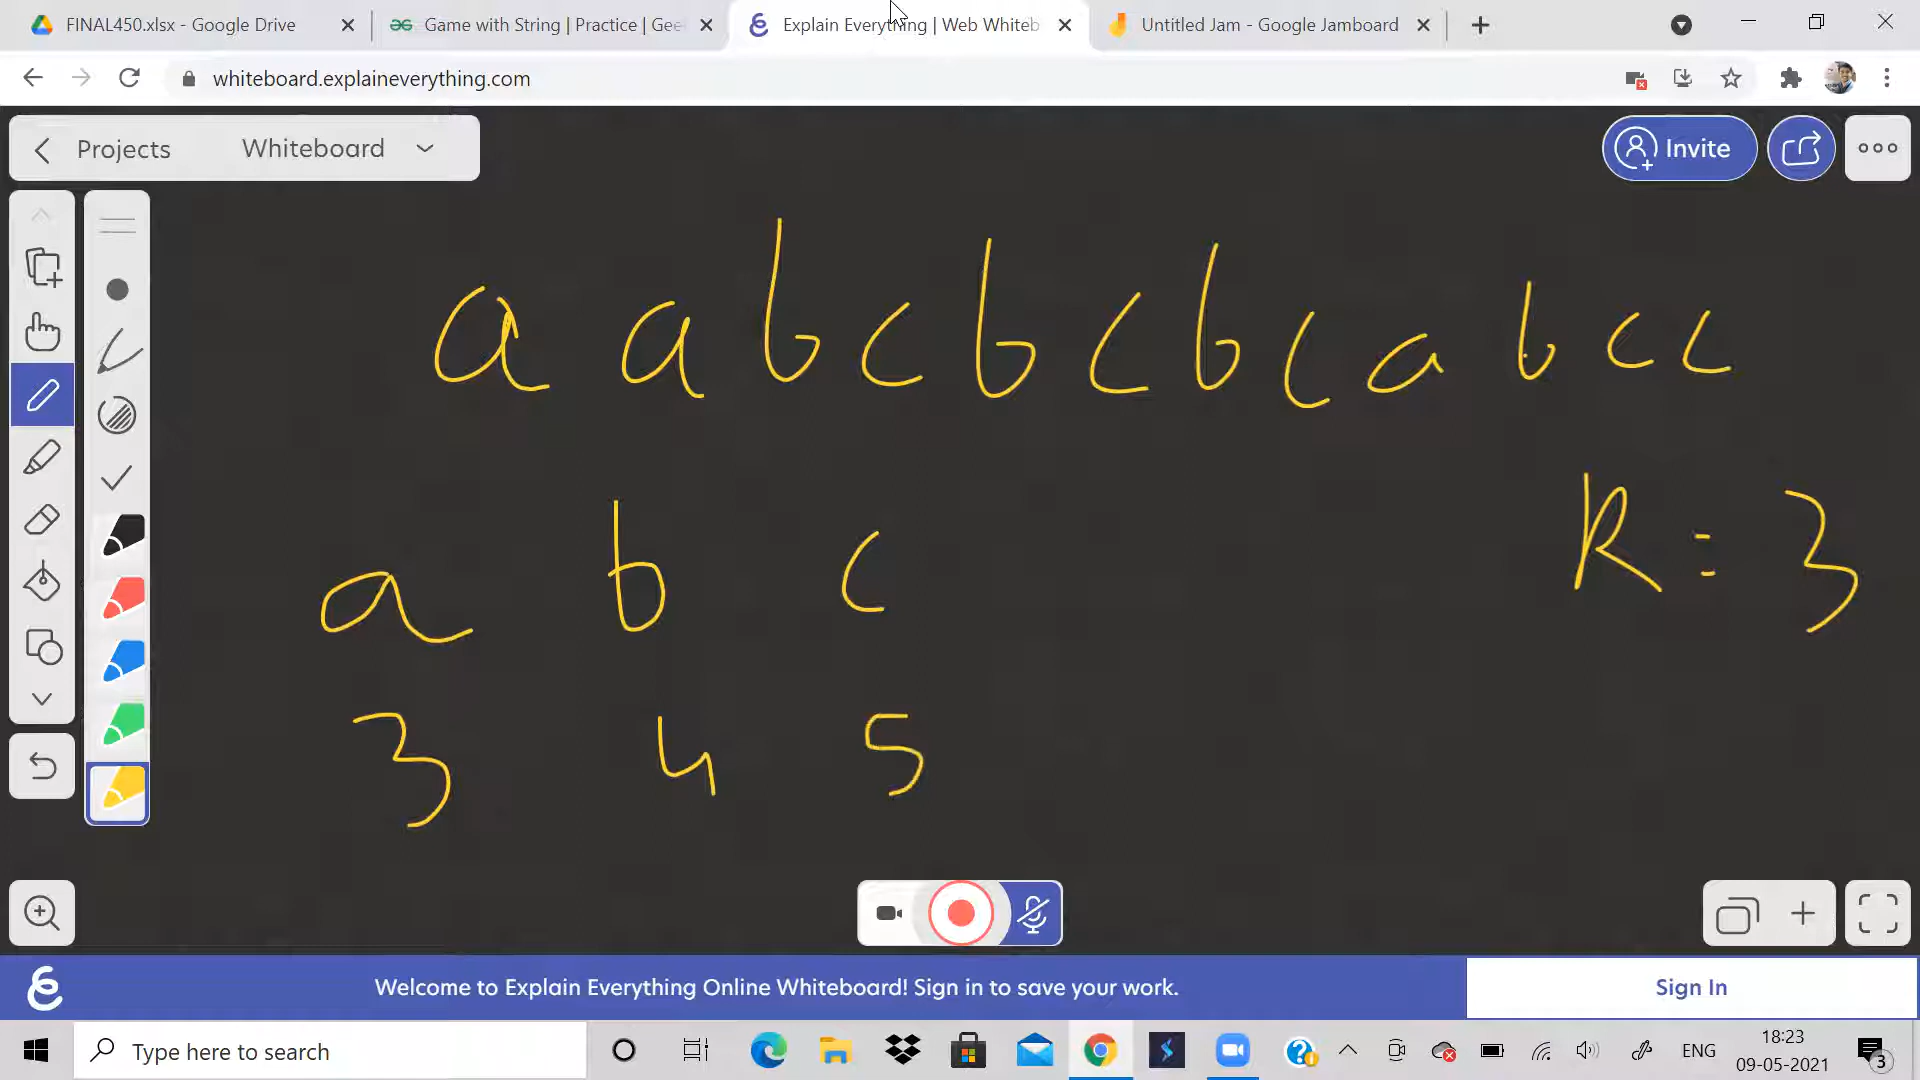 FINAL450.xlsx - Google Drive
Game with String | Practice | Gee
Explain Everything | Web Whiteb
Untitled Jam - Google Jamboard
whiteboard.explaineverything.com
Projects Whiteboard
Invite
a a b c b c b c a b c c
a b c
K = 3
3 4 5
Welcome to Explain Everything Online Whiteboard! Sign in to save your work.
Sign In
Type here to search
ENG
18:23
09-05-2021
3